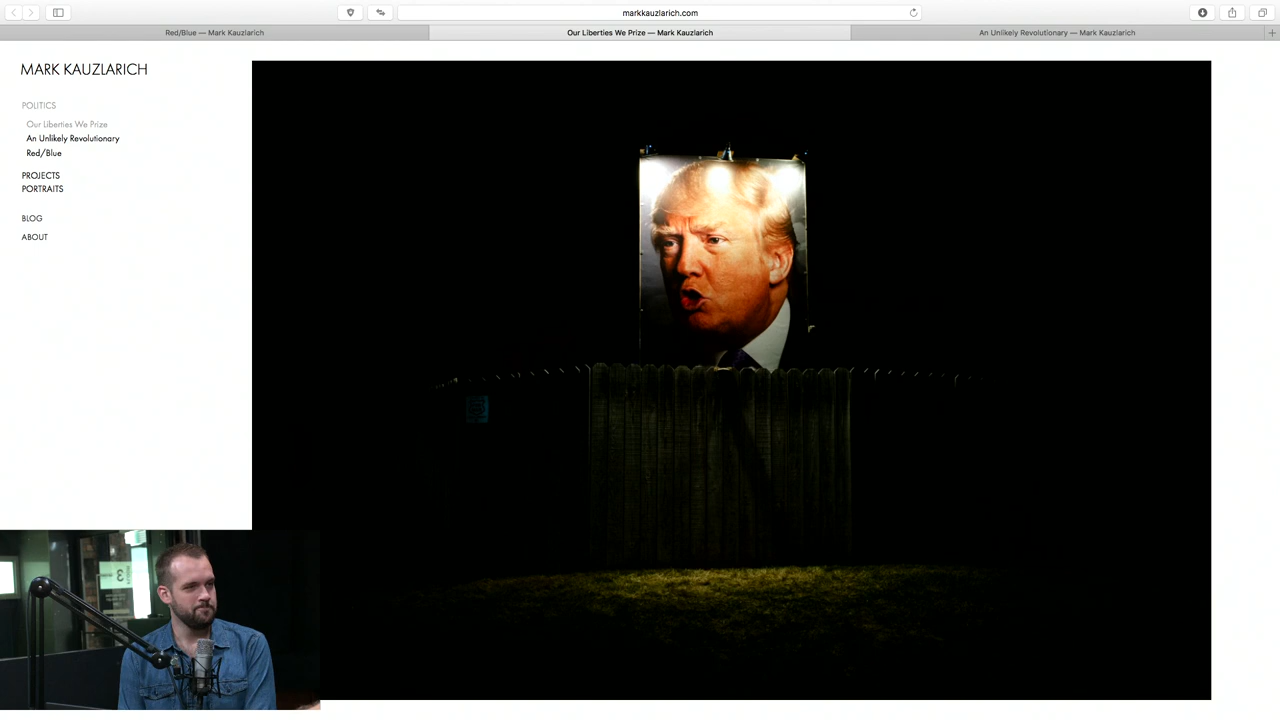 markkauzlarich.com
Red/Blue — Mark Kauzlarich
Our Liberties We Prize — Mark Kauzlarich
An Unlikely Revolutionary — Mark Kauzlarich
MARK KAUZLARICH
POLITICS
Our Liberties We Prize
An Unlikely Revolutionary
Red/Blue
PROJECTS
PORTRAITS
BLOG
ABOUT
3